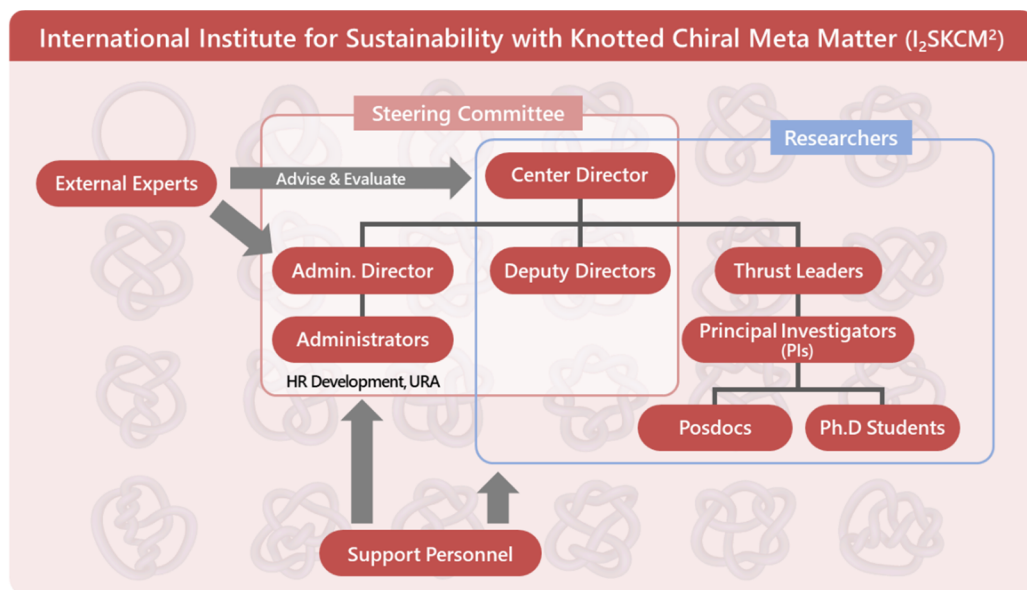 International Institute for Sustainability with Knotted Chiral Meta Matter (I₂SKCM²)
Steering Committee
Researchers
External Experts
Advise & Evaluate
Center Director
Admin. Director
Deputy Directors
Thrust Leaders
Administrators
Principal Investigators
(PIs)
HR Development, URA
Posdocs
Ph.D Students
Support Personnel